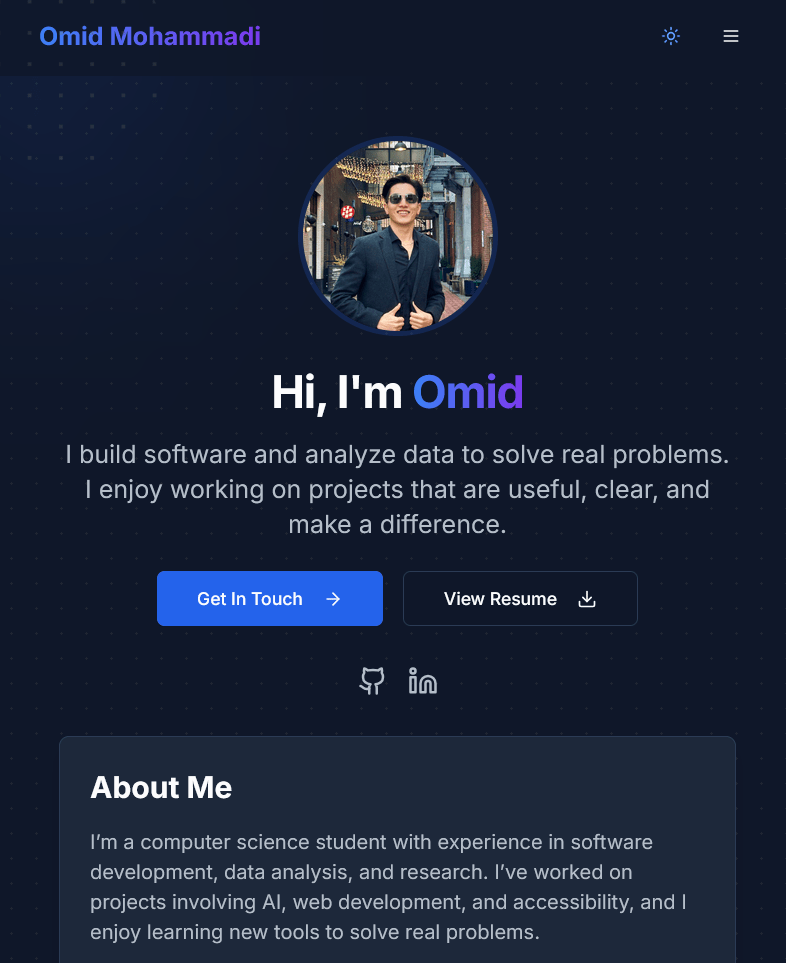 Omid Mohammadi
Hi, I'm Omid
I build software and analyze data to solve real problems.
I enjoy working on projects that are useful, clear, and
make a difference.
Get In Touch
View Resume
About Me
I’m a computer science student with experience in software
development, data analysis, and research. I’ve worked on
projects involving AI, web development, and accessibility, and I
enjoy learning new tools to solve real problems.